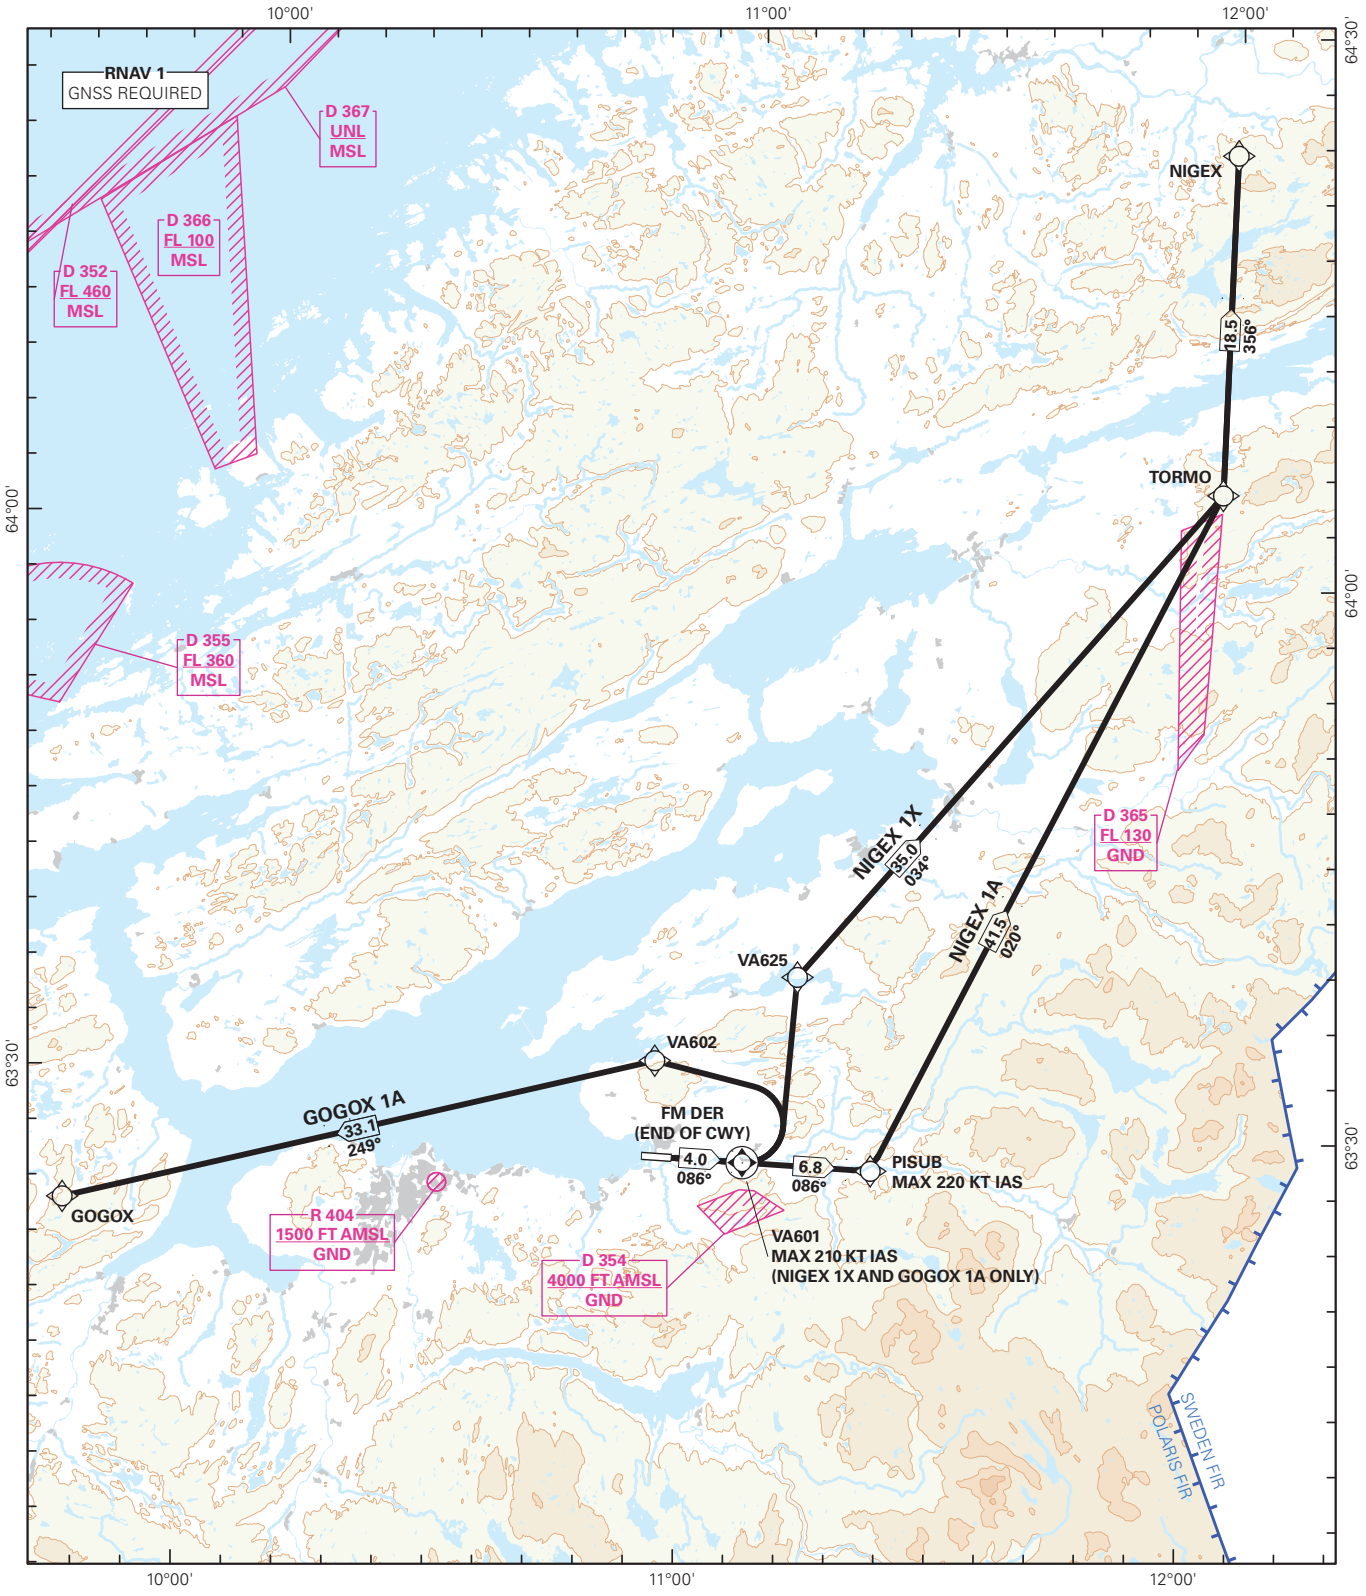 10°00'
11°00'
12°00'
64°30'
RNAV 1
GNSS REQUIRED
D 367
UNL
MSL
D 366
FL 100
MSL
D 352
FL 460
MSL
NIGEX
18.5
356°
TORMO
64°00'
64°00'
D 355
FL 360
MSL
D 365
FL 130
GND
NIGEX 1X
35.0
034°
NIGEX 1A
41.5
020°
VA625
VA602
63°30'
GOGOX 1A
33.1
249°
FM DER
(END OF CWY)
4.0
086°
6.8
086°
PISUB
MAX 220 KT IAS
63°30'
GOGOX
R 404
1500 FT AMSL
GND
VA601
MAX 210 KT IAS
(NIGEX 1X AND GOGOX 1A ONLY)
D 354
4000 FT AMSL
GND
SWEDEN FIR
POLARIS FIR
10°00'
11°00'
12°00'